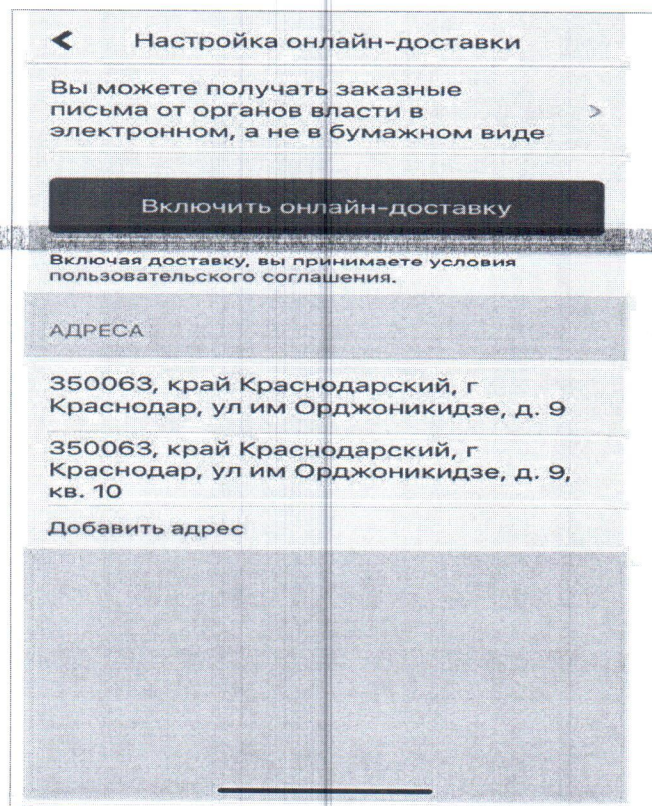 Настройка онлайн-доставки
Вы можете получать заказные
письма от органов власти в
электронном, а не в бумажном виде
Включить онлайн-доставку
Включая доставку, вы принимаете условия
пользовательского соглашения.
АДРЕСА
350063, край Краснодарский, г
Краснодар, ул им Орджоникидзе, д. 9
350063, край Краснодарский, г
Краснодар, ул им Орджоникидзе, д. 9,
кв. 10
Добавить адрес